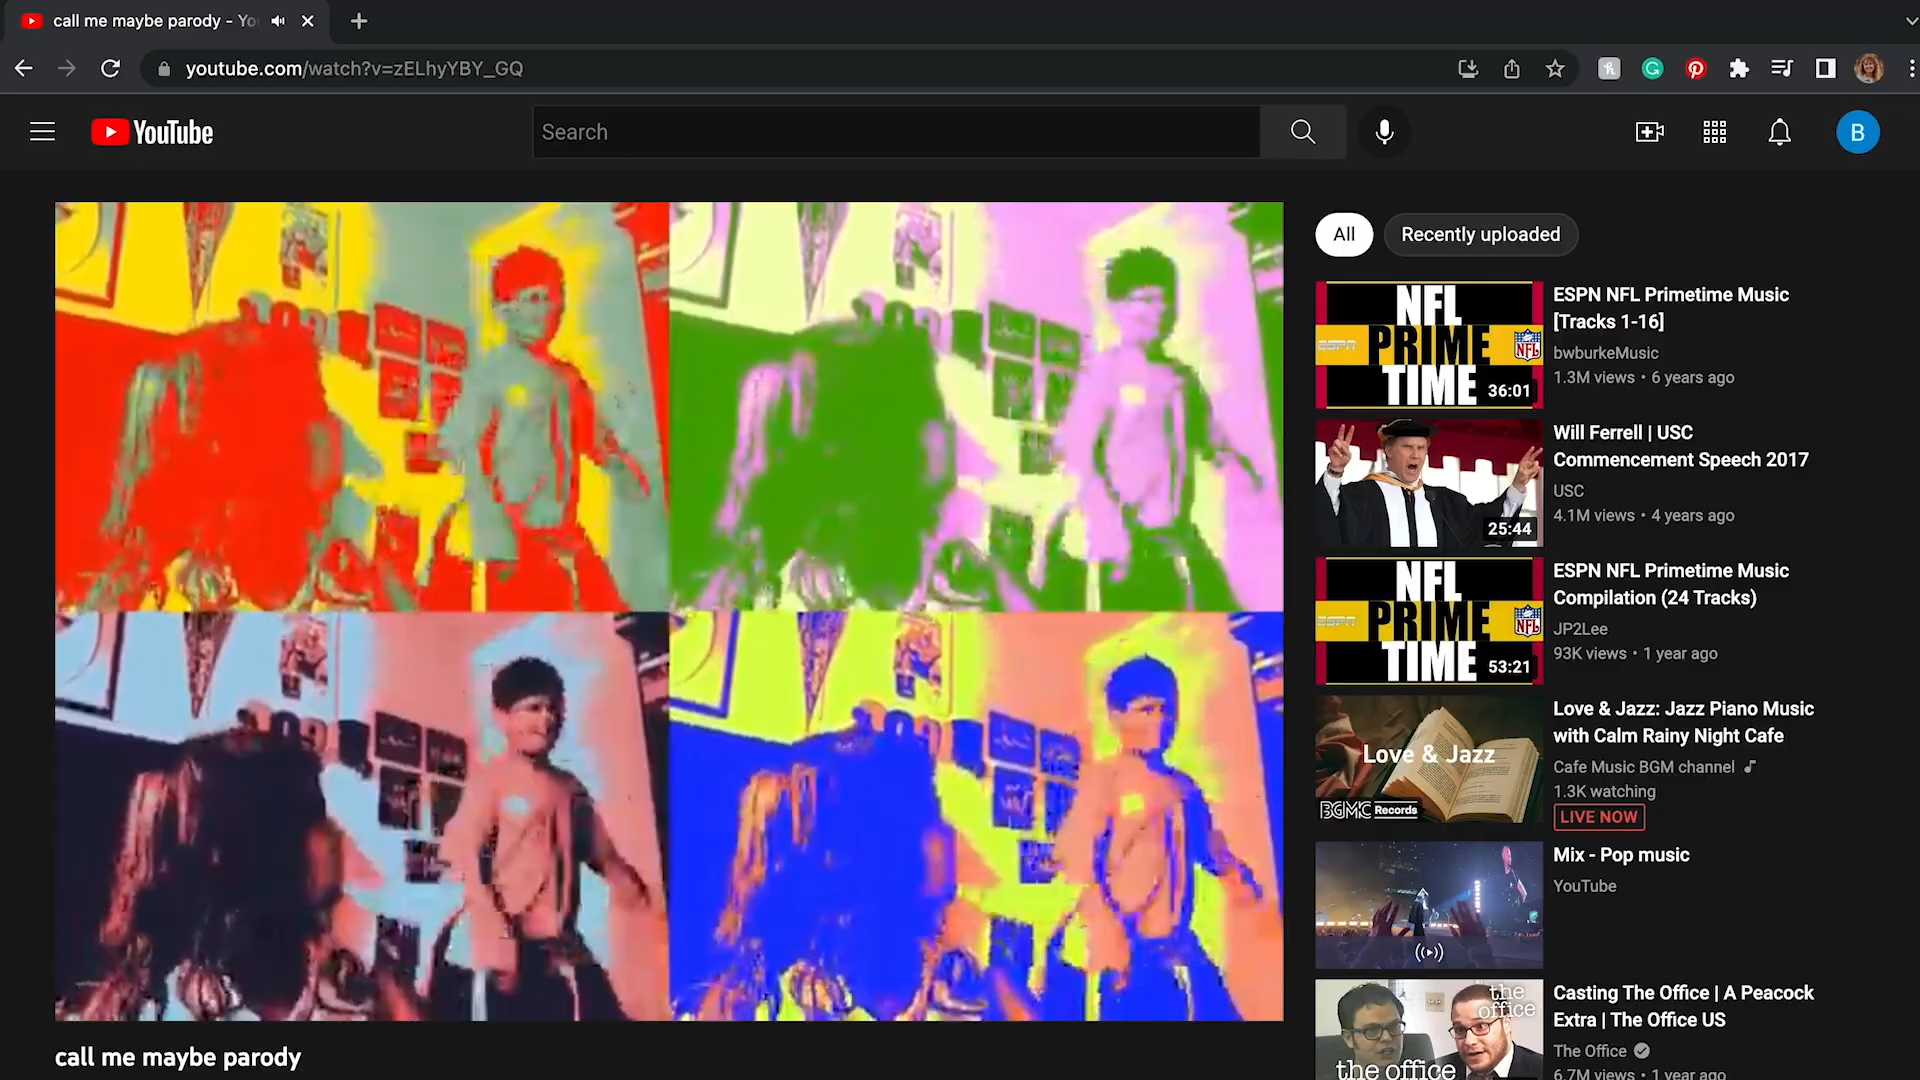 call me maybe parody - Yo
youtube.com/watch?v=zELhyYBY_GQ
YouTube
Search
B
All
Recently uploaded
NFL
ESPN
PRIME
NFL
TIME
36:01
ESPN NFL Primetime Music
[Tracks 1-16]
bwburkeMusic
1.3M views • 6 years ago
25:44
Will Ferrell | USC
Commencement Speech 2017
USC
4.1M views • 4 years ago
NFL
ESPN
PRIME
NFL
TIME
53:21
ESPN NFL Primetime Music
Compilation (24 Tracks)
JP2Lee
93K views • 1 year ago
Love & Jazz
BGMC Records
Love & Jazz: Jazz Piano Music
with Calm Rainy Night Cafe
Cafe Music BGM channel
1.3K watching
LIVE NOW
Mix - Pop music
YouTube
the
office
the office
Casting The Office | A Peacock
Extra | The Office US
The Office
6.7M views • 1 year ago
call me maybe parody